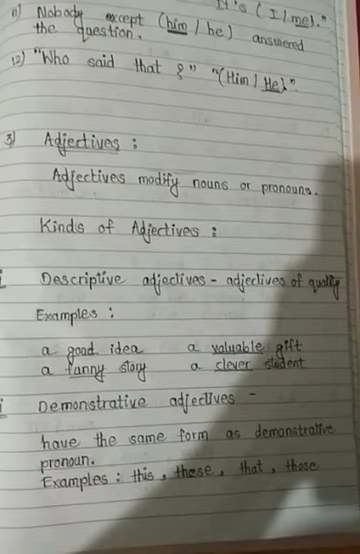 It's (I / me)."
11) Nobody except (him / he) answered
the question.
12) "Who said that ?" "(Him / He)".
3) Adjectives :
Adjectives modify nouns or pronouns.
Kinds of Adjectives :
i Descriptive adjectives - adjectives of quality
Examples :
a good idea a valuable gift
a funny story a clever student
Demonstrative adjectives -
have the same form as demonstrative
pronoun.
Examples : this, these, that, those